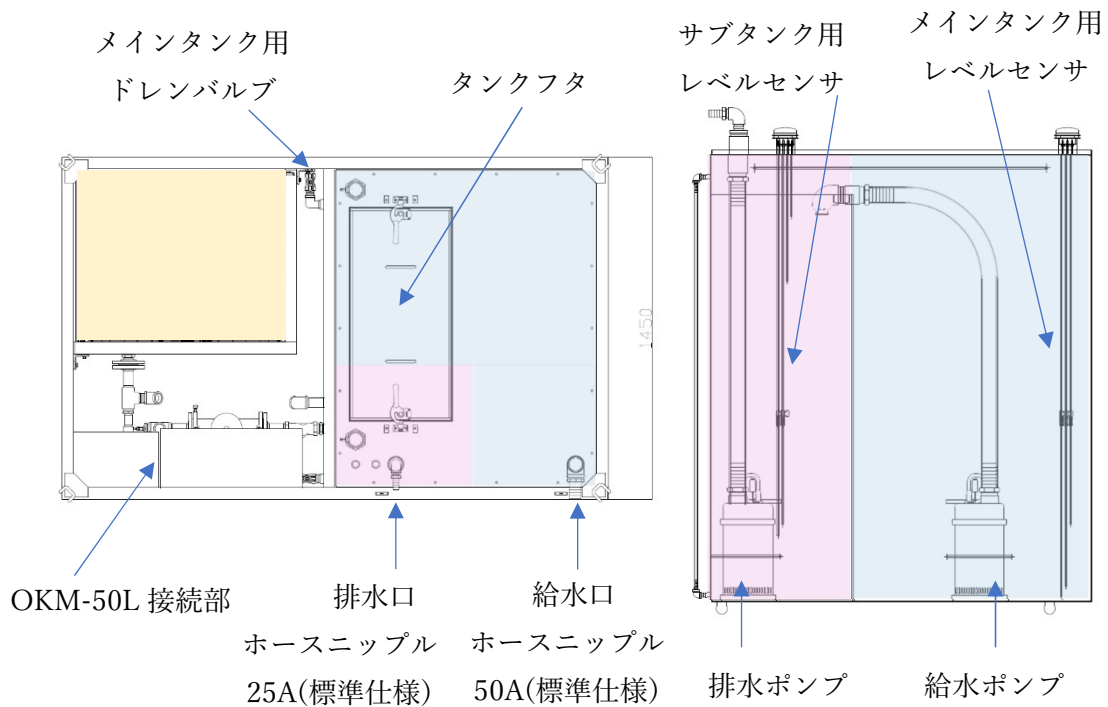 メインタンク用
ドレンバルブ
タンクフタ
サブタンク用
レベルセンサ
メインタンク用
レベルセンサ
1450
OKM-50L 接続部
排水口
ホースニップル
25A(標準仕様)
給水口
ホースニップル
50A(標準仕様)
排水ポンプ
給水ポンプ